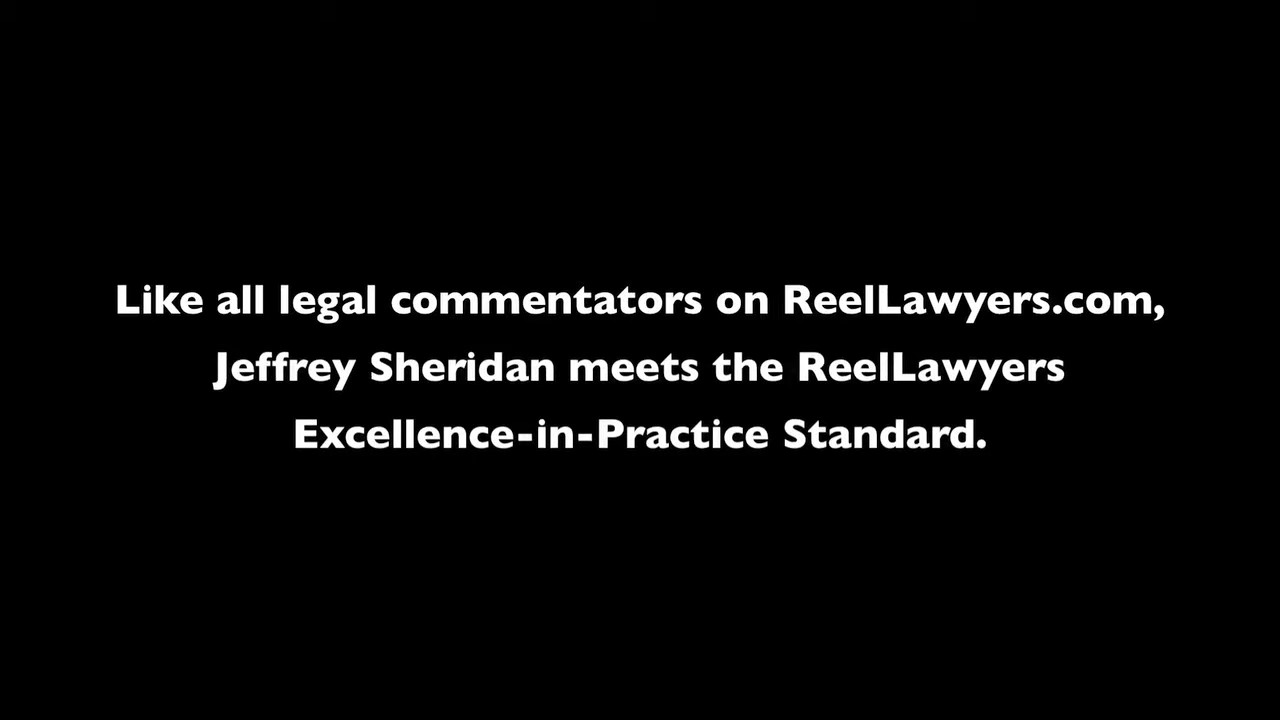 Like all legal commentators on ReelLawyers.com,
Jeffrey Sheridan meets the ReelLawyers
Excellence-in-Practice Standard.